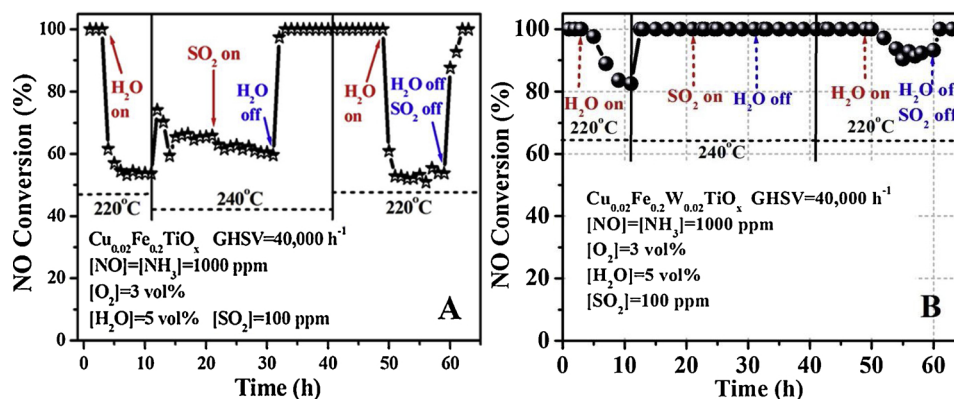 NO Conversion (%)
100
80
60
40
20
0
H₂O
on
SO₂ on
H₂O
off
H₂O
on
H₂O off
SO₂ off
220°C
240°C
220°C
Cu₀.₀₂Fe₀.₂TiOₓ GHSV=40,000 h⁻¹
[NO]=[NH₃]=1000 ppm
[O₂]=3 vol%
[H₂O]=5 vol% [SO₂]=100 ppm
A
0 10 20 30 40 50 60
Time (h)
NO Conversion (%)
100
80
60
40
20
0
H₂O on
SO₂ on
H₂O off
H₂O on
H₂O off
SO₂ off
220°C
240°C
220°C
Cu₀.₀₂Fe₀.₂W₀.₀₂TiOₓ GHSV=40,000 h⁻¹
[NO]=[NH₃]=1000 ppm
[O₂]=3 vol%
[H₂O]=5 vol%
[SO₂]=100 ppm
B
0 10 20 30 40 50 60
Time (h)